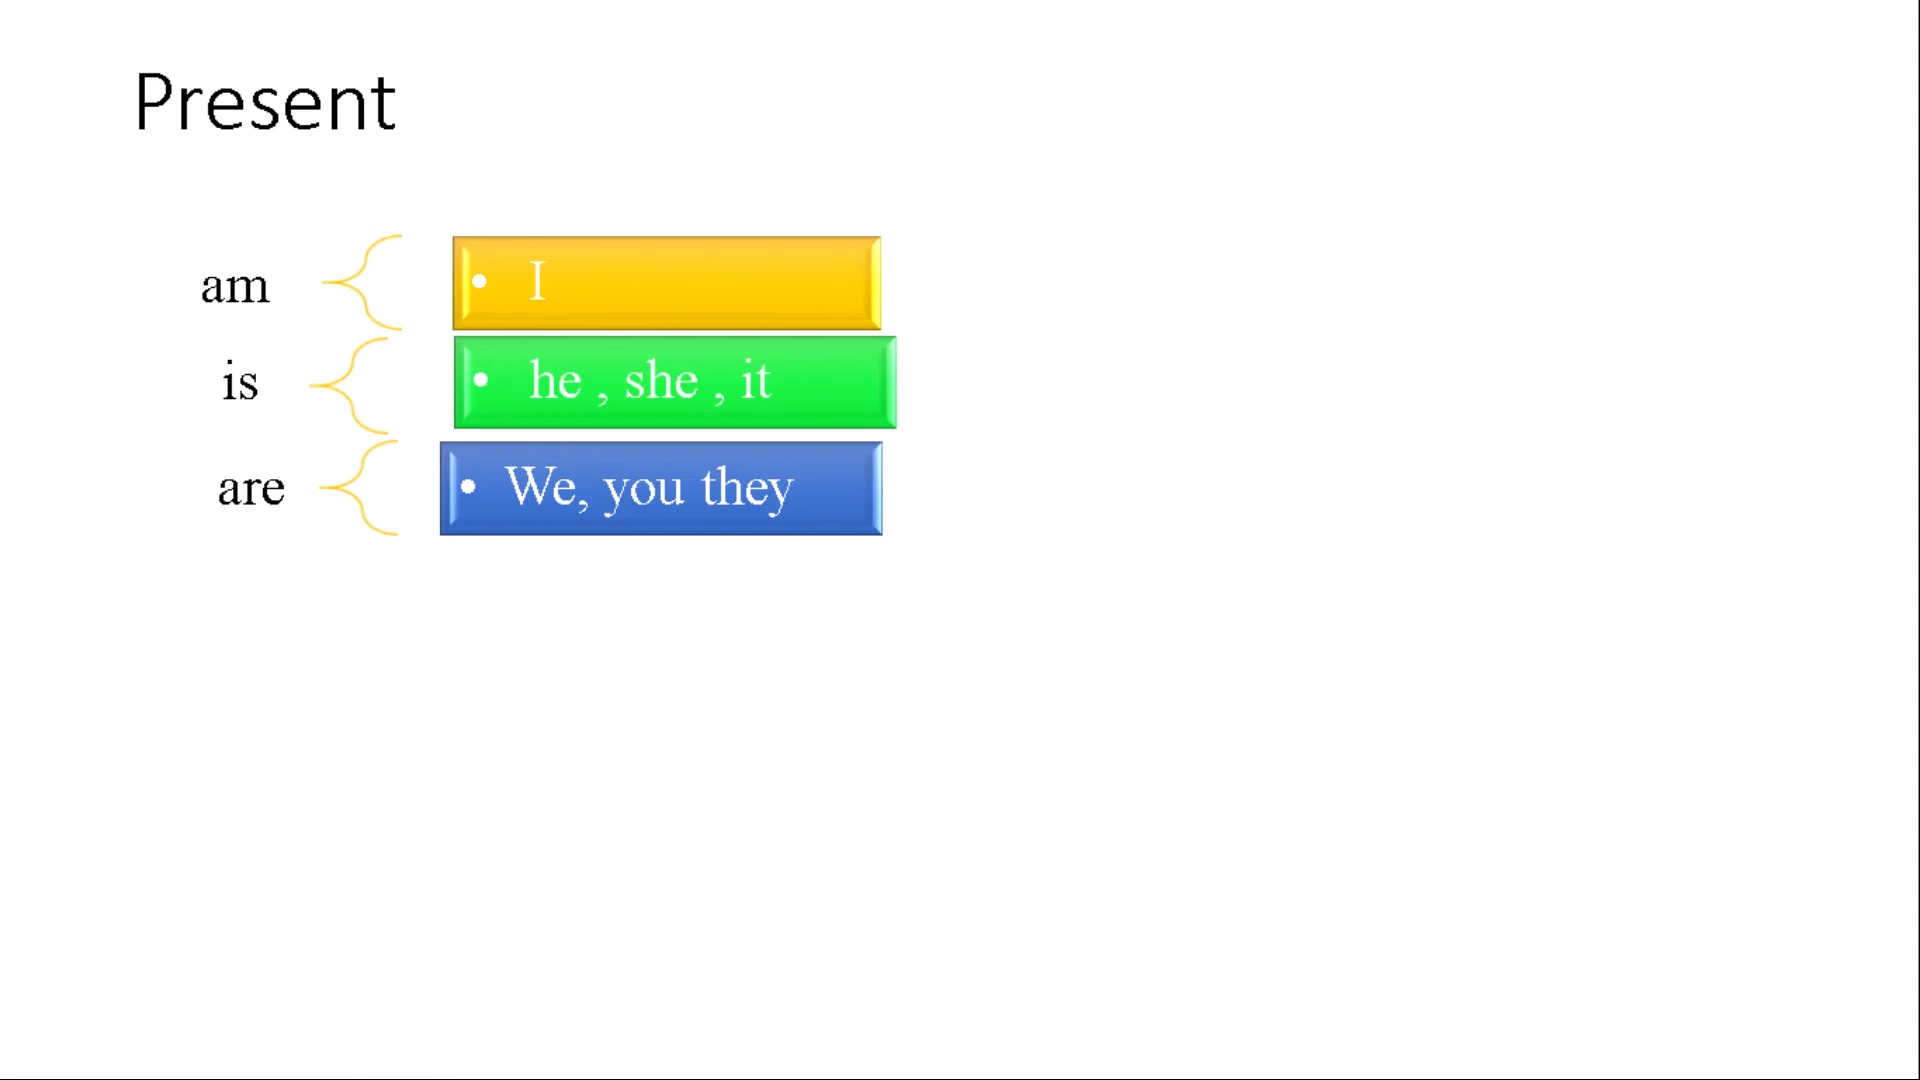 Present
am
• I
is
• he , she , it
are
• We, you they